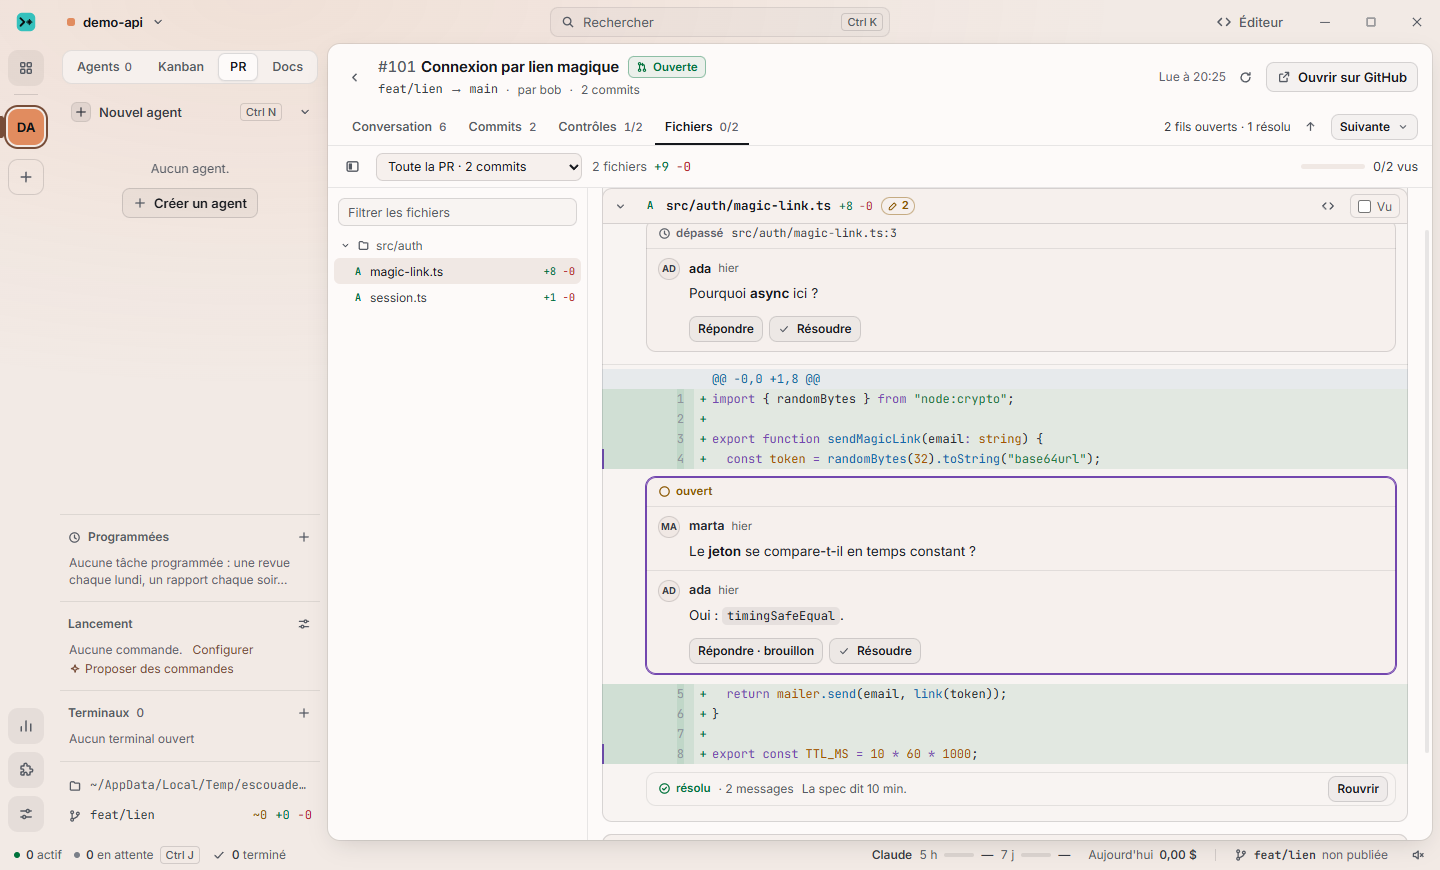 demo-api
Rechercher
Ctrl K
Éditeur
Agents 0
Kanban
PR
Docs
DA
Nouvel agent
Ctrl N
Aucun agent.
Créer un agent
Programmées
Aucune tâche programmée : une revue
chaque lundi, un rapport chaque soir...
Lancement
Aucune commande. Configurer
Proposer des commandes
Terminaux 0
Aucun terminal ouvert
~/AppData/Local/Temp/escouade…
feat/lien
~0 +0 -0
#101 Connexion par lien magique
Ouverte
feat/lien → main · par bob · 2 commits
Lue à 20:25
Ouvrir sur GitHub
Conversation 6
Commits 2
Contrôles 1/2
Fichiers 0/2
2 fils ouverts · 1 résolu
Suivante
Toute la PR · 2 commits
2 fichiers +9 -0
0/2 vus
Filtrer les fichiers
src/auth
A magic-link.ts +8 -0
A session.ts +1 -0
A src/auth/magic-link.ts +8 -0
2
Vu
dépassé src/auth/magic-link.ts:3
AD
ada hier
Pourquoi async ici ?
Répondre
Résoudre
@@ -0,0 +1,8 @@
1 + import { randomBytes } from "node:crypto";
2 +
3 + export function sendMagicLink(email: string) {
4 + const token = randomBytes(32).toString("base64url");
ouvert
MA
marta hier
Le jeton se compare-t-il en temps constant ?
AD
ada hier
Oui : timingSafeEqual.
Répondre · brouillon
Résoudre
5 + return mailer.send(email, link(token));
6 + }
7 +
8 + export const TTL_MS = 10 * 60 * 1000;
résolu · 2 messages La spec dit 10 min.
Rouvrir
0 actif
0 en attente
Ctrl J
0 terminé
Claude 5 h — 7 j —
Aujourd'hui 0,00 $
feat/lien non publiée